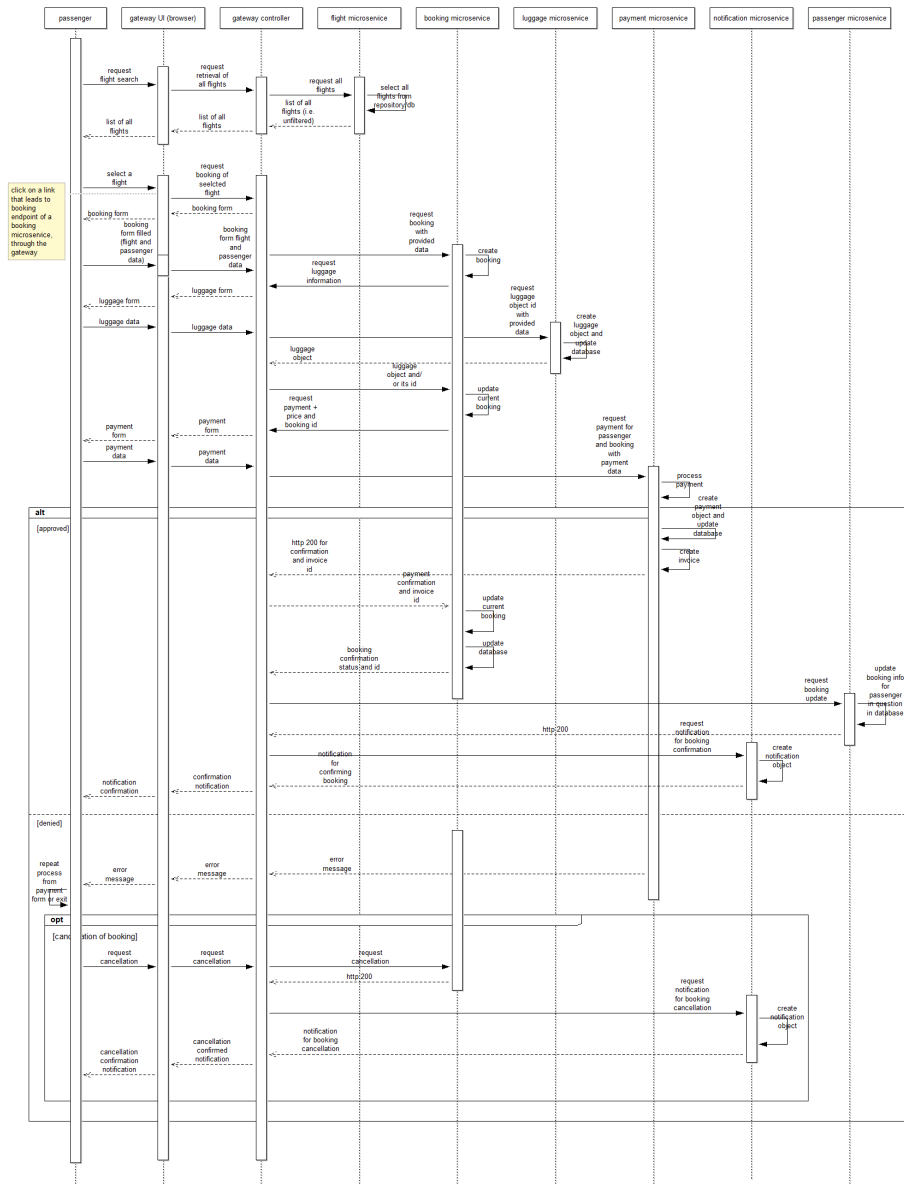 passenger
gateway UI (browser)
gateway controller
flight microservice
booking microservice
luggage microservice
payment microservice
notification microservice
passenger microservice
request
flight search
request
retrieval of
all flights
request all
flights
select all
flights from
repository/db
list of all
flights (i.e.
unfiltered)
list of all
flights
list of all
flights
select a
flight
request
booking of
seelcted
flight
click on a link
that leads to
booking
endpoint of a
booking
microservice,
through the
gateway
booking form
booking form
booking
form filled
(flight and
passenger
data)
booking
form flight
and
passenger
data
request
booking
with
provided
data
create
booking
request
luggage
information
luggage form
luggage form
luggage data
luggage data
request
luggage
object id
with
provided
data
create
luggage
object and
update
database
luggage
object
luggage
object and/
or its id
update
current
booking
request
payment +
price and
booking id
payment
form
payment
form
payment
data
payment
data
request
payment for
passenger
and booking
with
payment
data
process
payment
create
payment
object and
update
database
create
invoice
alt
[approved]
http 200 for
confirmation
and invoice
id
payment
confirmation
and invoice
id
update
current
booking
update
database
booking
confirmation
status and id
request
booking
update
update
booking info
for
passenger
in question
in database
http 200
request
notification
for booking
confirmation
create
notification
object
notification
for
confirming
booking
confirmation
notification
notification
confirmation
[denied]
error
message
error
message
error
message
repeat
process
from
payment
form or exit
opt
[cancellation of booking]
request
cancellation
request
cancellation
request
cancellation
http 200
request
notification
for booking
cancellation
create
notification
object
notification
for booking
cancellation
cancellation
confirmed
notification
cancellation
confirmation
notification